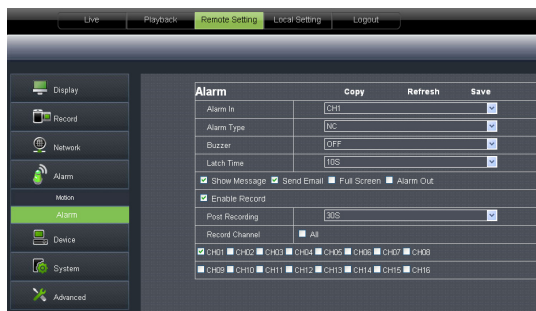 Live Playback Remote Setting Local Setting Logout
Display
Record
Network
Alarm
Motion
Alarm
Device
System
Advanced
Alarm Copy Refresh Save
Alarm In CH1
Alarm Type NC
Buzzer OFF
Latch Time 10S
Show Message Send Email Full Screen Alarm Out
Enable Record
Post Recording 30S
Record Channel All
CH01 CH02 CH03 CH04 CH05 CH06 CH07 CH08
CH09 CH10 CH11 CH12 CH13 CH14 CH15 CH16